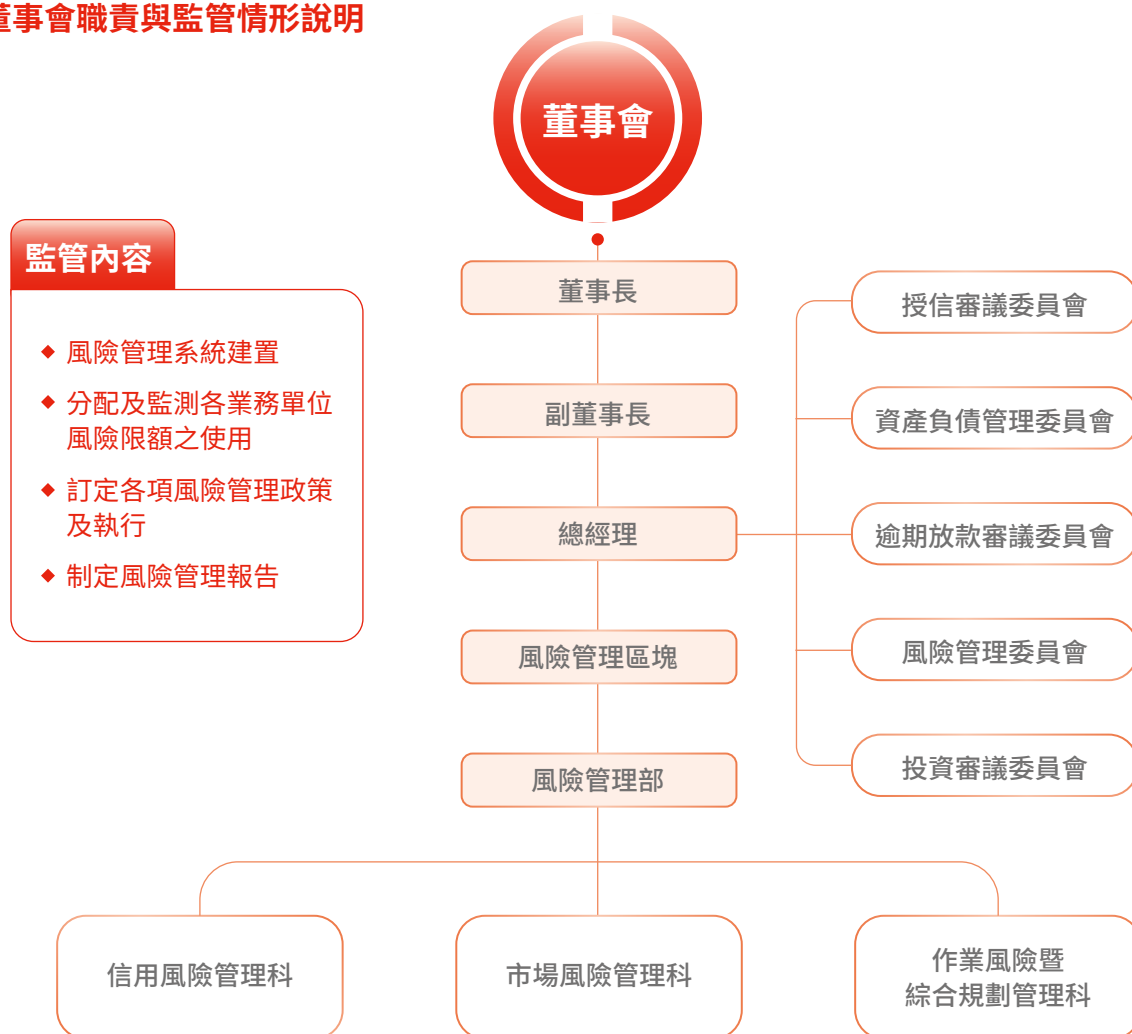 董事會職責與監管情形說明
董事會
監管內容
風險管理系統建置
分配及監測各業務單位
風險限額之使用
訂定各項風險管理政策
及執行
制定風險管理報告
董事長
副董事長
總經理
風險管理區塊
風險管理部
授信審議委員會
資產負債管理委員會
逾期放款審議委員會
風險管理委員會
投資審議委員會
信用風險管理科
市場風險管理科
作業風險暨
綜合規劃管理科